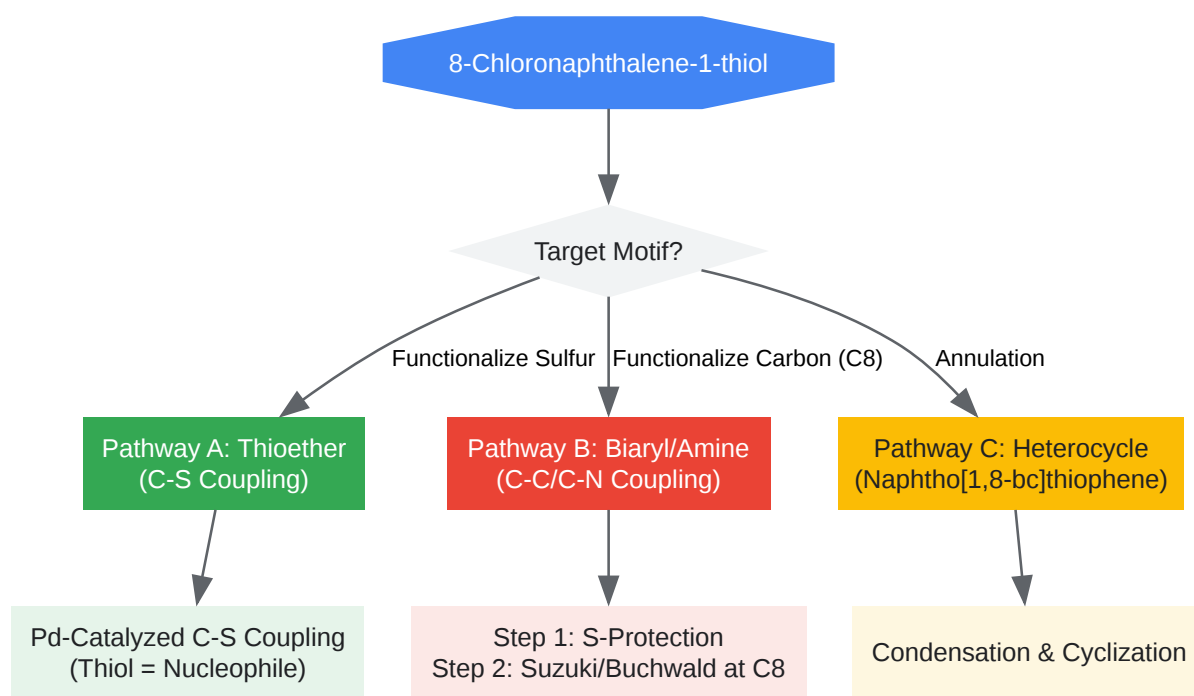 8-Chloronaphthalene-1-thiol
Target Motif?
Functionalize Sulfur
Functionalize Carbon (C8)
Annulation
Pathway A: Thioether
(C-S Coupling)
Pathway B: Biaryl/Amine
(C-C/C-N Coupling)
Pathway C: Heterocycle
(Naphtho[1,8-bc]thiophene)
Pd-Catalyzed C-S Coupling
(Thiol = Nucleophile)
Step 1: S-Protection
Step 2: Suzuki/Buchwald at C8
Condensation & Cyclization